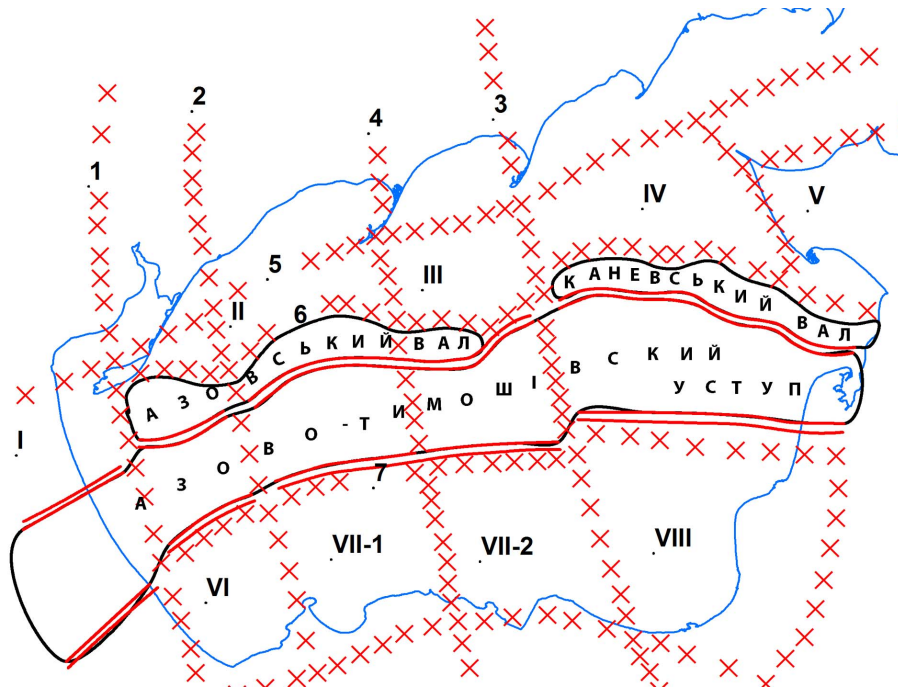 3
2
4
1
IV
V
5
III
КАНЕВСЬКИЙ ВАЛ
II
6
АЗОВСЬКИЙ ВАЛ
АЗОВО-ТИМОШІВСКИЙ
УСТУП
I
7
VII-1
VII-2
VIII
VI